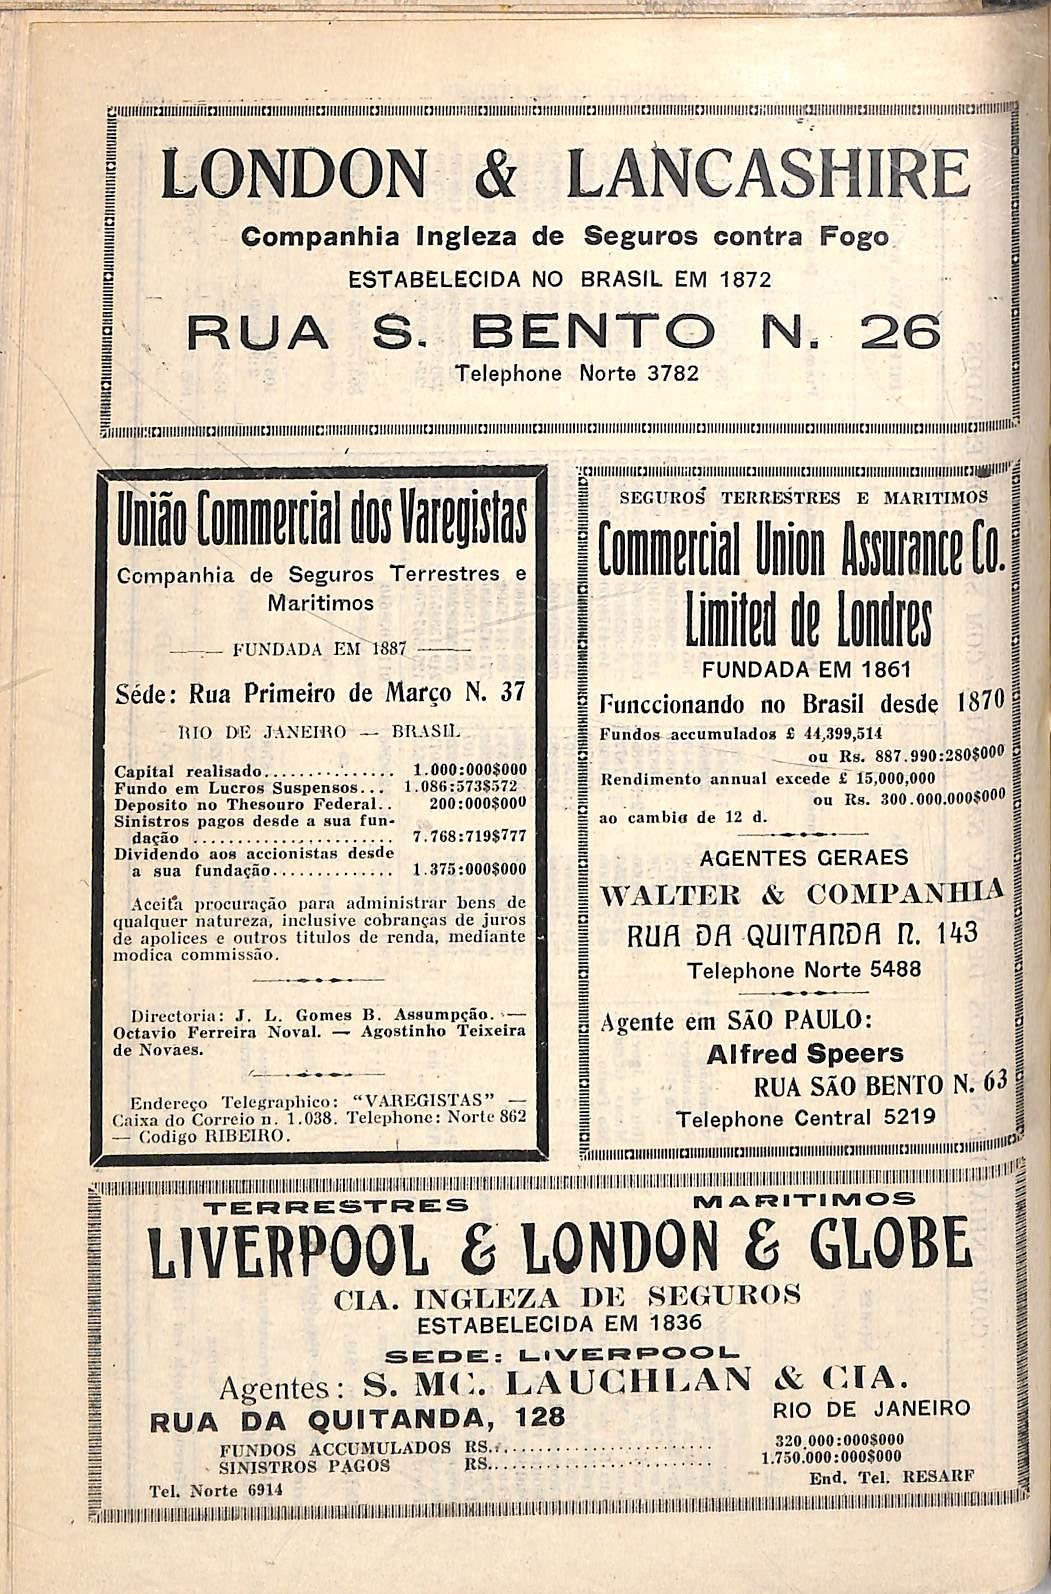 LONDON & LANCASHIRE
Companhia Ingleza de Seguros contra Fogo
ESTABELECIDA NO BRASIL EM 1872
RUA S. BENTO N. 26
Telephone Norte 3782
União Commercial dos Varegistas
Companhia de Seguros Terrestres e
Maritimos
FUNDADA EM 1887
Séde: Rua Primeiro de Março N. 37
RIO DE JANEIRO — BRASIL
Capital realisado............... 1.000:000$000
Fundo em Lucros Suspensos... 1.086:573$572
Deposito no Thesouro Federal.. 200:000$000
Sinistros pagos desde a sua fun-
dação ....................... 7.768:719$777
Dividendo aos accionistas desde
a sua fundação.............. 1.375:000$000
Aceita procuração para administrar bens de
qualquer natureza, inclusive cobranças de juros
de apolices e outros titulos de renda, mediante
modica commissão.
Directoria: J. L. Gomes B. Assumpção. —
Octavio Ferreira Noval. — Agostinho Teixeira
de Novaes.
Endereço Telegraphico: "VAREGISTAS" —
Caixa do Correio n. 1.038. Telephone: Norte 862
— Codigo RIBEIRO.
SEGUROS TERRESTRES E MARITIMOS
Commercial Union Assurance Co.
Limited de Londres
FUNDADA EM 1861
Funccionando no Brasil desde 1870
Fundos accumulados £ 44,399,514
ou Rs. 887.990:280$000
Rendimento annual excede £ 15,000,000
ou Rs. 300.000.000$000
ao cambio de 12 d.
AGENTES GERAES
WALTER & COMPANHIA
RUA DA QUITANDA N. 143
Telephone Norte 5488
Agente em SÃO PAULO:
Alfred Speers
RUA SÃO BENTO N. 63
Telephone Central 5219
TERRESTRES MARITIMOS
LIVERPOOL & LONDON & GLOBE
CIA. INGLEZA DE SEGUROS
ESTABELECIDA EM 1836
SEDE: LIVERPOOL
Agentes: S. MC. LAUCHLAN & CIA.
RUA DA QUITANDA, 128 RIO DE JANEIRO
FUNDOS ACCUMULADOS RS........................... 320.000:000$000
SINISTROS PAGOS RS........................... 1.750.000:000$000
Tel. Norte 6914 End. Tel. RESARF